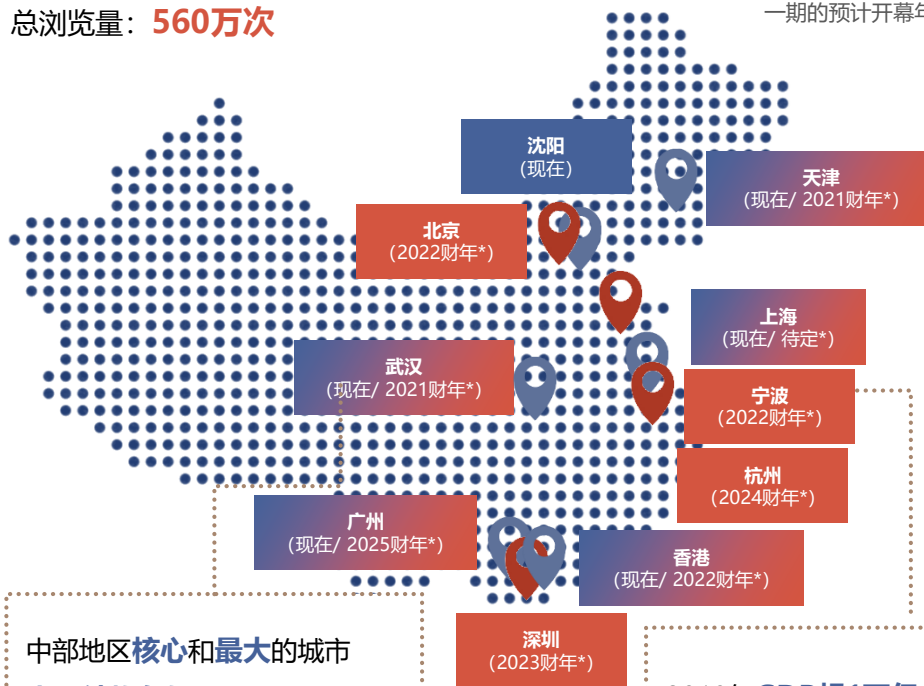 总浏览量：560万次
一期的预计开幕年
沈阳
(现在)
天津
(现在/ 2021财年*)
北京
(2022财年*)
上海
(现在/ 待定*)
武汉
(现在/ 2021财年*)
宁波
(2022财年*)
杭州
(2024财年*)
广州
(现在/ 2025财年*)
香港
(现在/ 2022财年*)
深圳
(2023财年*)
中部地区核心和最大的城市